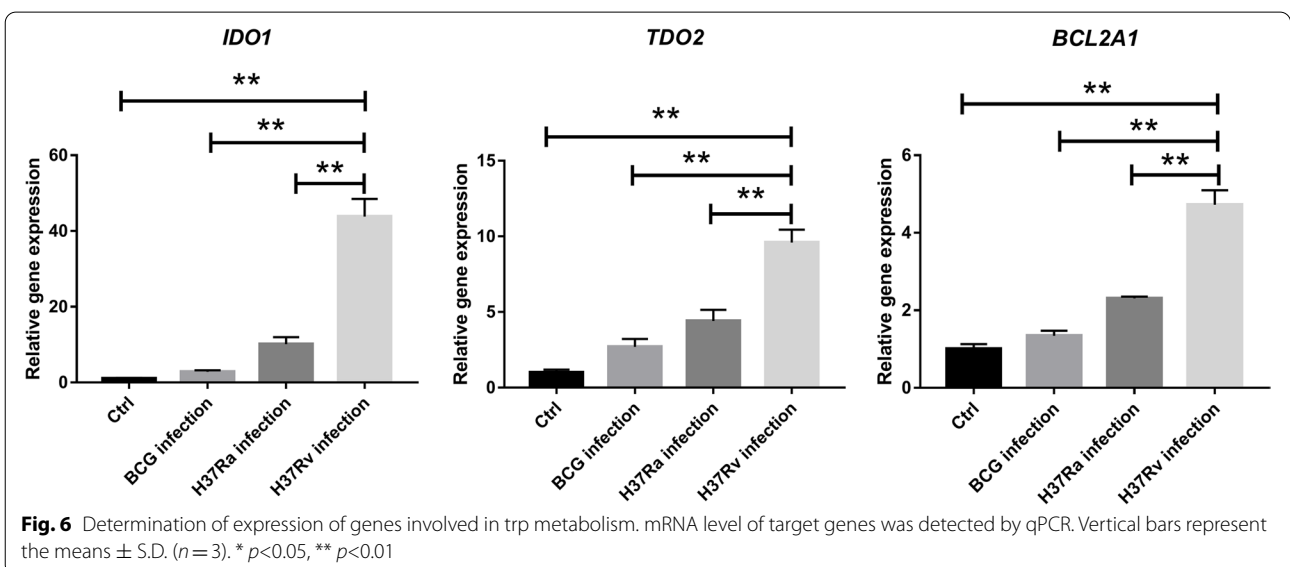 IDO1
**
**
**
Relative gene expression
60
40
20
0
Ctrl
BCG infection
H37Ra infection
H37Rv infection
TDO2
**
**
**
Relative gene expression
15
10
5
0
Ctrl
BCG infection
H37Ra infection
H37Rv infection
BCL2A1
**
**
**
Relative gene expression
6
4
2
0
Ctrl
BCG infection
H37Ra infection
H37Rv infection
Fig. 6 Determination of expression of genes involved in trp metabolism. mRNA level of target genes was detected by qPCR. Vertical bars represent
the means ± S.D. (n = 3). * p<0.05, ** p<0.01